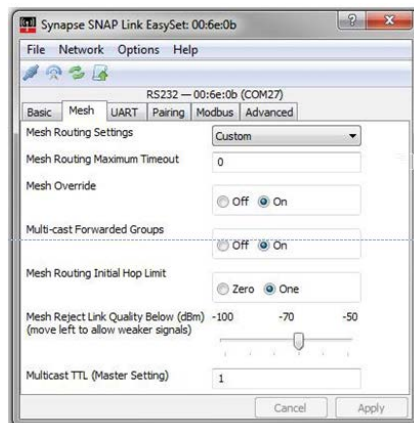 Synapse SNAP Link EasySet: 00:6e:0b
File Network Options Help
RS232 — 00:6e:0b (COM27)
Basic Mesh UART Pairing Modbus Advanced
Mesh Routing Settings Custom
Mesh Routing Maximum Timeout 0
Mesh Override
Off On
Multi-cast Forwarded Groups
Off On
Mesh Routing Initial Hop Limit
Zero One
Mesh Reject Link Quality Below (dBm) -100 -70 -50
(move left to allow weaker signals)
Multicast TTL (Master Setting) 1
Cancel Apply